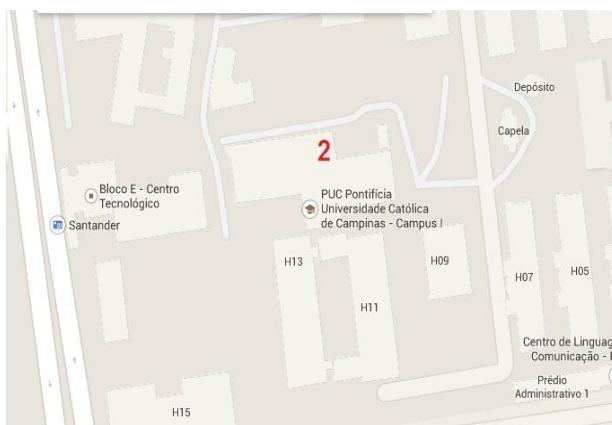 Depósito
2
Capela
Bloco E - Centro
Tecnológico
PUC Pontifícia
Universidade Católica
de Campinas - Campus I
Santander
H13
H09
H07
H05
H11
Centro de Linguag
Comunicação -
Prédio
Administrativo 1
H15